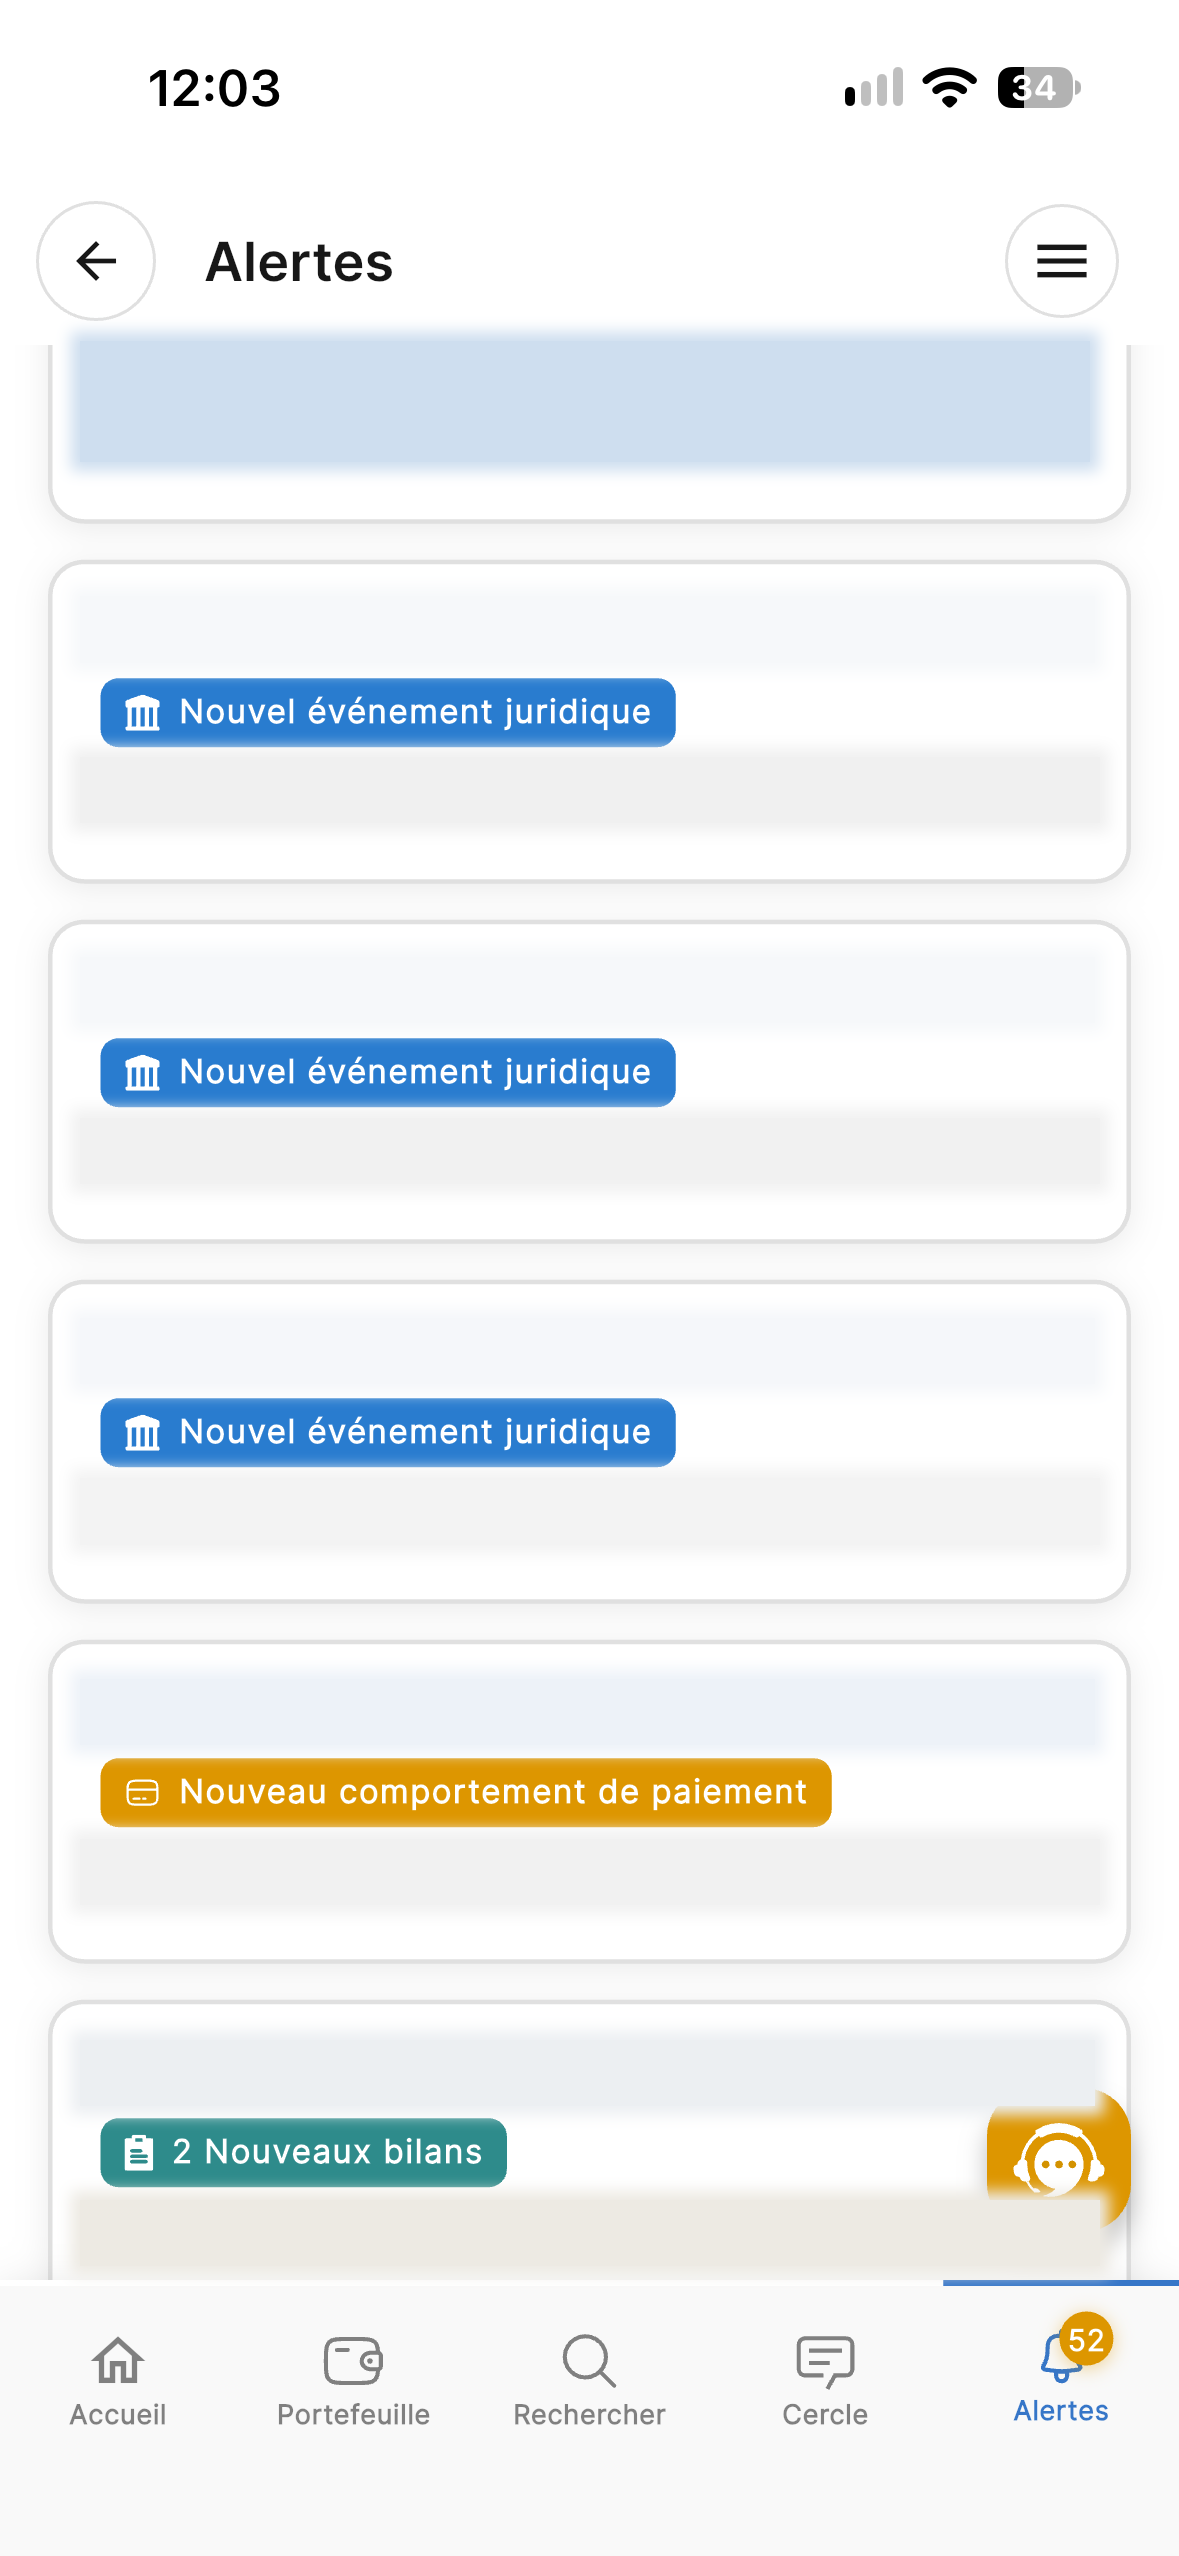 12:03
34
Alertes
Nouvel événement juridique
Nouvel événement juridique
Nouvel événement juridique
Nouveau comportement de paiement
2 Nouveaux bilans
52
Accueil
Portefeuille
Rechercher
Cercle
Alertes